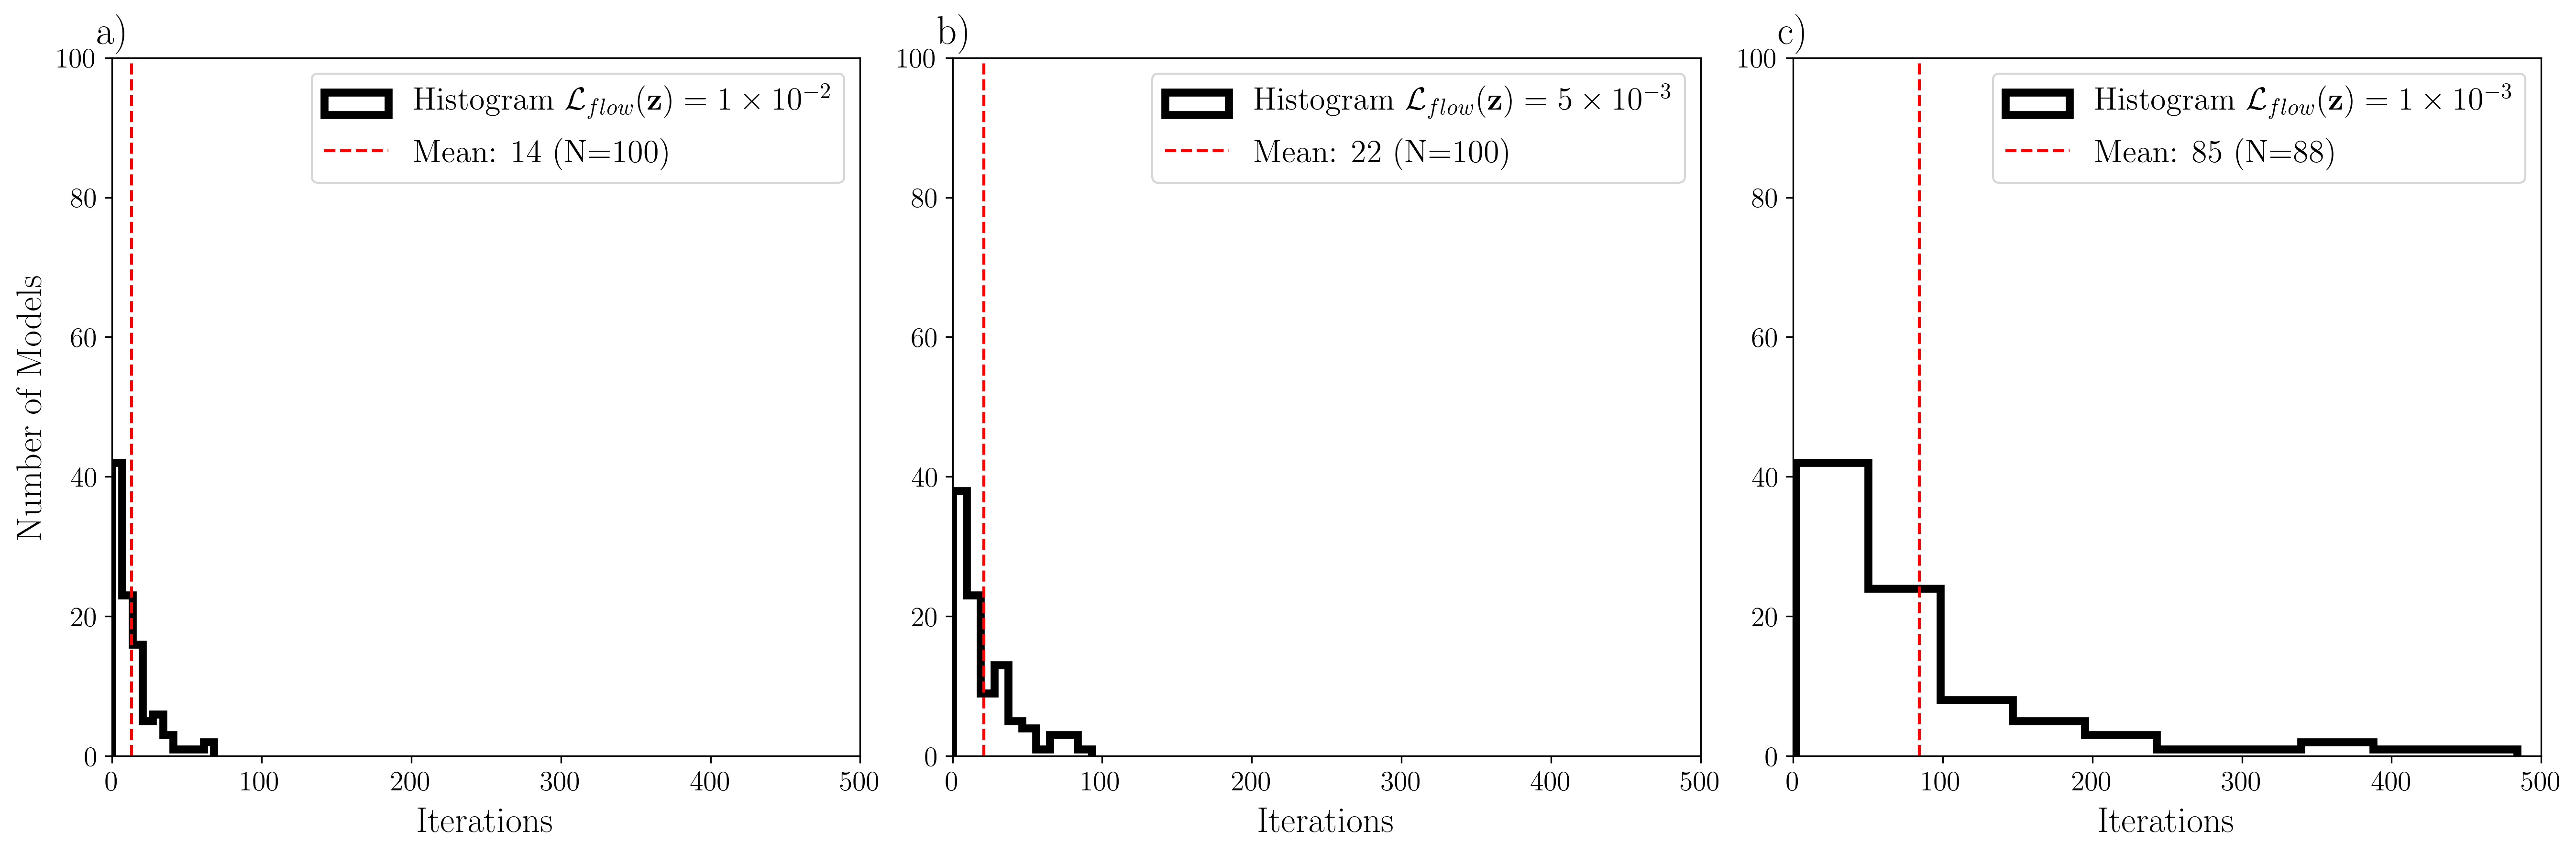 a)
Number of Models
100
80
60
40
20
0
Histogram 𝓛flow(𝐳) = 1 × 10⁻²
Mean: 14 (N=100)
0 100 200 300 400 500
Iterations
b)
100
80
60
40
20
0
Histogram 𝓛flow(𝐳) = 5 × 10⁻³
Mean: 22 (N=100)
0 100 200 300 400 500
Iterations
c)
100
80
60
40
20
0
Histogram 𝓛flow(𝐳) = 1 × 10⁻³
Mean: 85 (N=88)
0 100 200 300 400 500
Iterations